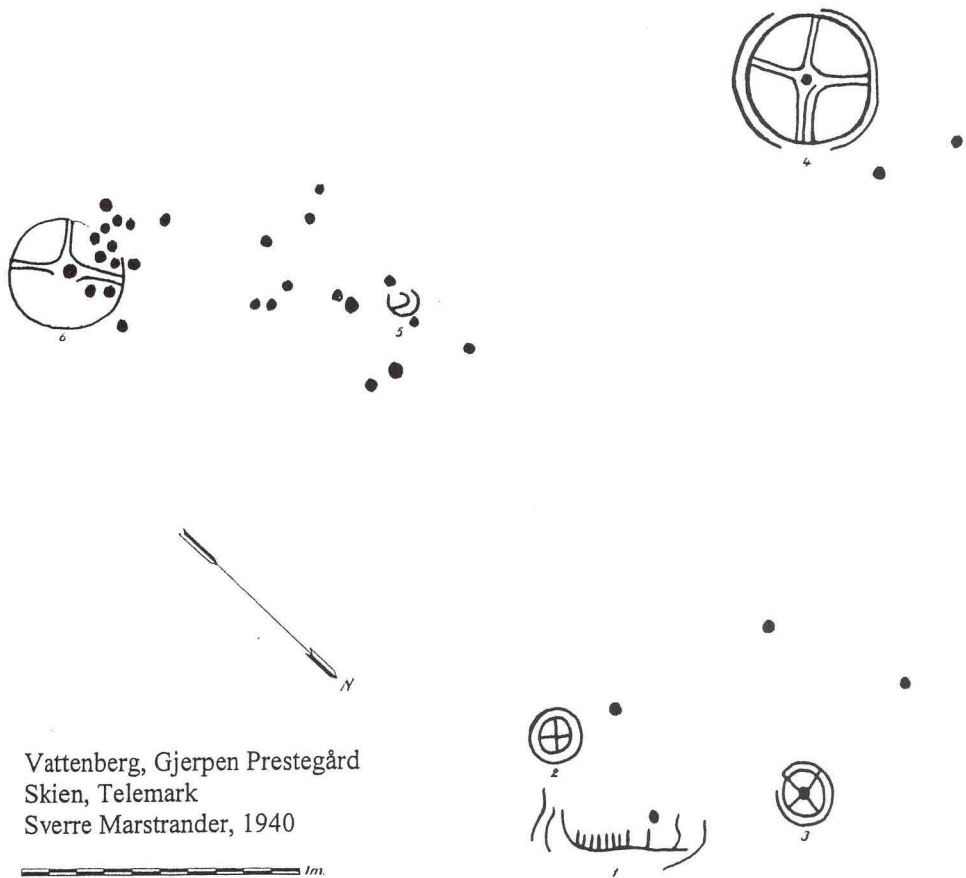 4
6
5
N
2
3
1
Vattenberg, Gjerpen Prestegård
Skien, Telemark
Sverre Marstrander, 1940
1m.